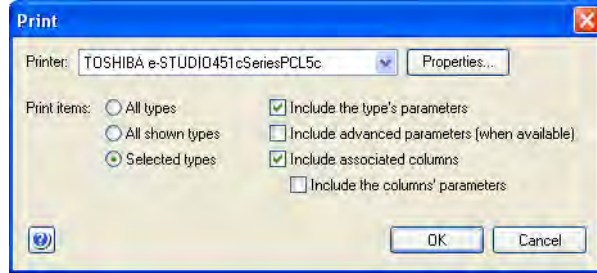 Print
Printer: TOSHIBA e-STUDIO451cSeriesPCL5c Properties...
Print items: All types Include the type's parameters
All shown types Include advanced parameters (when available)
Selected types Include associated columns
Include the columns' parameters
OK Cancel